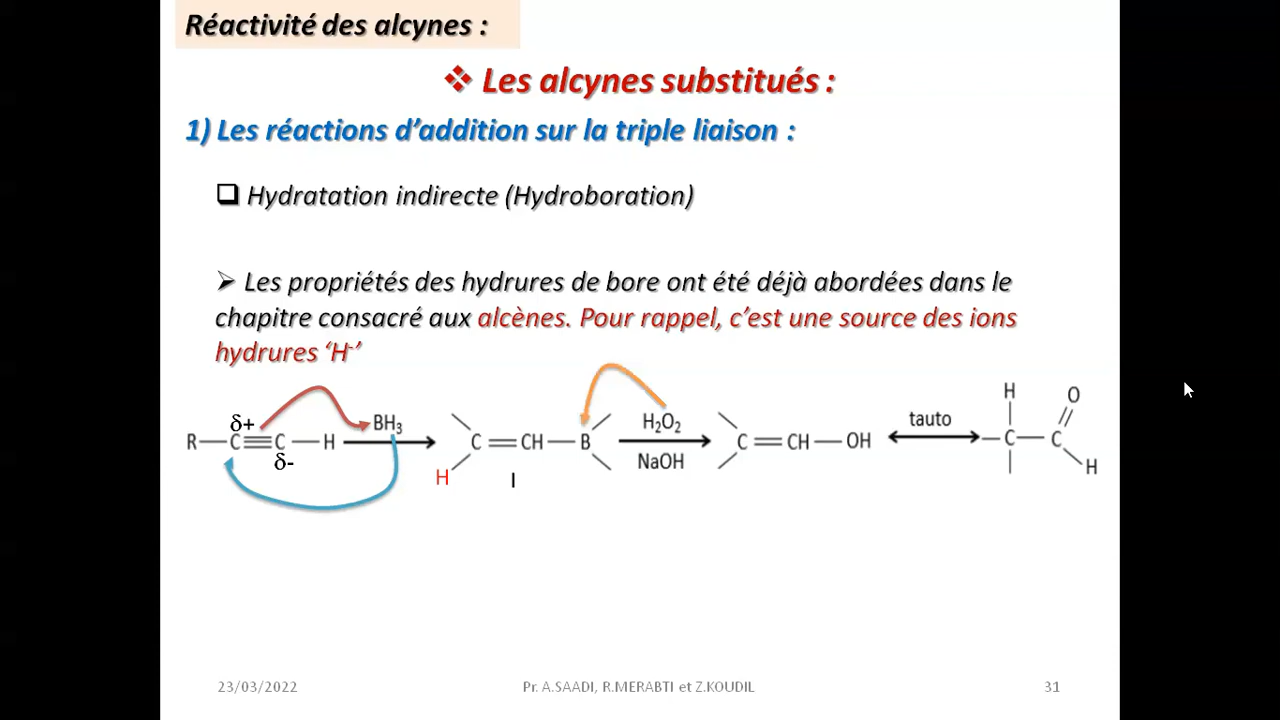 Réactivité des alcynes :
❖ Les alcynes substitués :
1) Les réactions d’addition sur la triple liaison :
❑ Hydratation indirecte (Hydroboration)
➢ Les propriétés des hydrures de bore ont été déjà abordées dans le
chapitre consacré aux alcènes. Pour rappel, c’est une source des ions
hydrures ‘H⁻’
δ+ BH₃ H₂O₂ tauto H O
R—C≡C—H C=CH—B C=CH—OH C—C
δ- NaOH H
H I
23/03/2022 Pr. A.SAADI, R.MERABTI et Z.KOUDIL 31